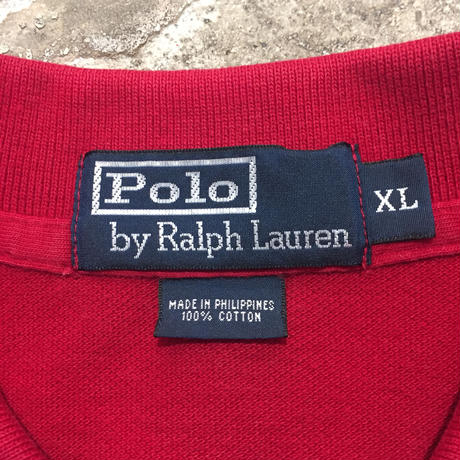 Polo
by Ralph Lauren
XL
MADE IN PHILIPPINES
100% COTTON